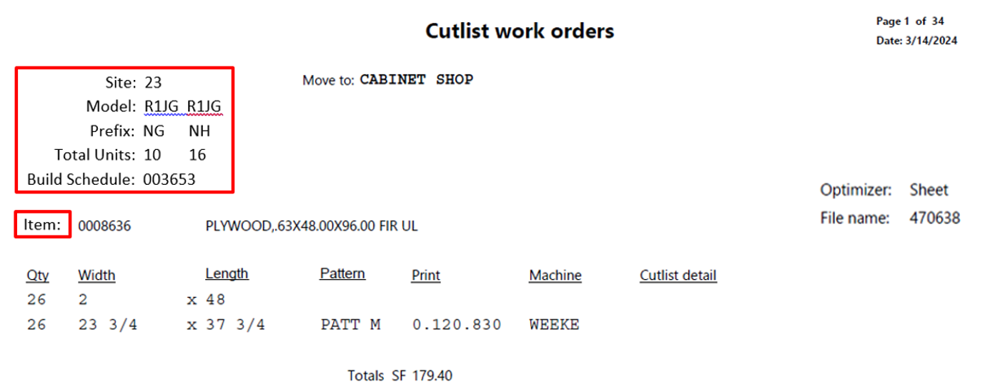 Cutlist work orders
Page 1 of 34
Date: 3/14/2024
Site: 23
Move to: CABINET SHOP
Model: R1JG R1JG
Prefix: NG NH
Total Units: 10 16
Build Schedule: 003653
Optimizer: Sheet
File name: 470638
Item: 0008636 PLYWOOD,.63X48.00X96.00 FIR UL
Qty Width Length Pattern Print Machine Cutlist detail
26 2 x 48
26 23 3/4 x 37 3/4 PATT M 0.120.830 WEEKE
Totals SF 179.40